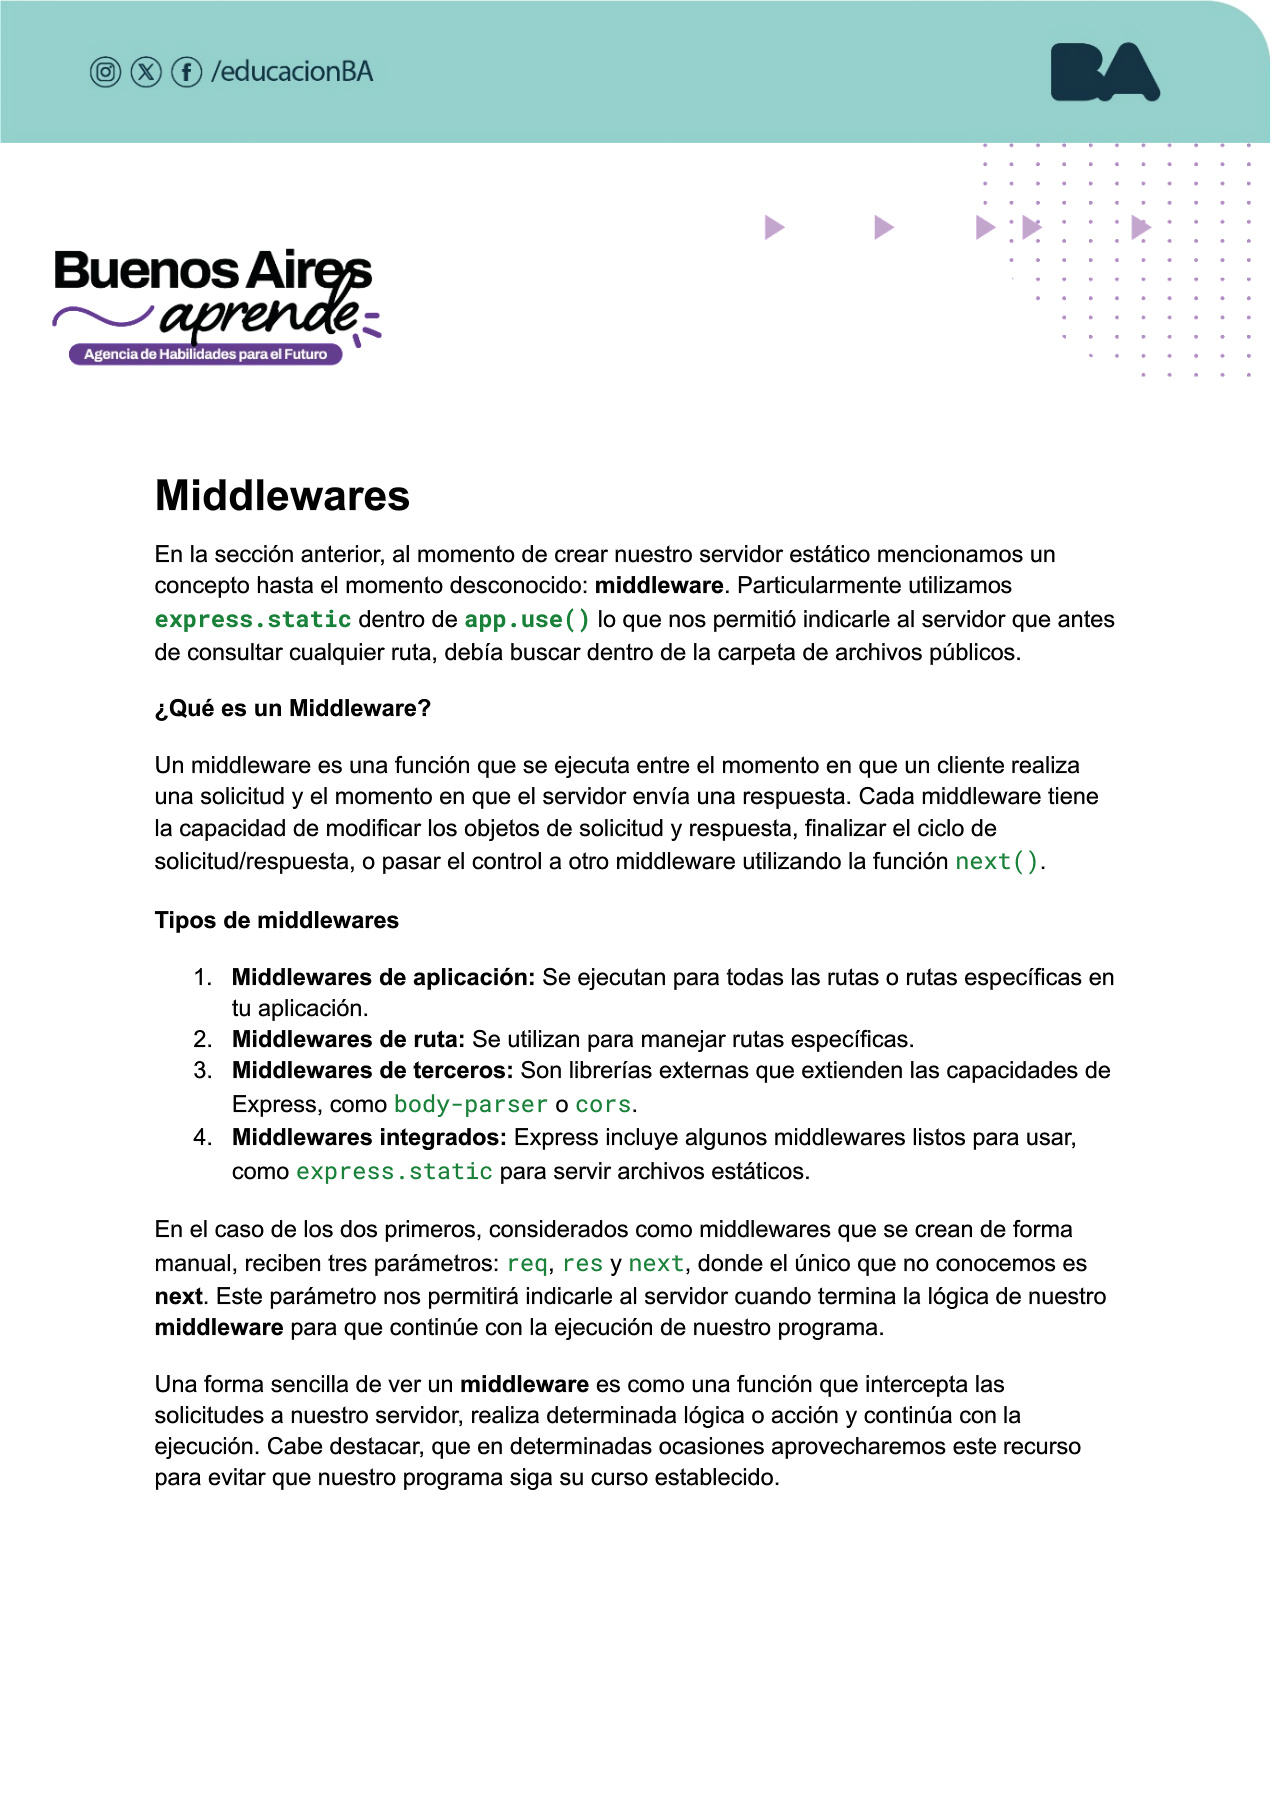 /educacionBA
BA
Buenos Aires
aprende
Agencia de Habilidades para el Futuro
Middlewares
En la sección anterior, al momento de crear nuestro servidor estático mencionamos un
concepto hasta el momento desconocido: middleware. Particularmente utilizamos
express.static dentro de app.use() lo que nos permitió indicarle al servidor que antes
de consultar cualquier ruta, debía buscar dentro de la carpeta de archivos públicos.
¿Qué es un Middleware?
Un middleware es una función que se ejecuta entre el momento en que un cliente realiza
una solicitud y el momento en que el servidor envía una respuesta. Cada middleware tiene
la capacidad de modificar los objetos de solicitud y respuesta, finalizar el ciclo de
solicitud/respuesta, o pasar el control a otro middleware utilizando la función next().
Tipos de middlewares
1. Middlewares de aplicación: Se ejecutan para todas las rutas o rutas específicas en
tu aplicación.
2. Middlewares de ruta: Se utilizan para manejar rutas específicas.
3. Middlewares de terceros: Son librerías externas que extienden las capacidades de
Express, como body-parser o cors.
4. Middlewares integrados: Express incluye algunos middlewares listos para usar,
como express.static para servir archivos estáticos.
En el caso de los dos primeros, considerados como middlewares que se crean de forma
manual, reciben tres parámetros: req, res y next, donde el único que no conocemos es
next. Este parámetro nos permitirá indicarle al servidor cuando termina la lógica de nuestro
middleware para que continúe con la ejecución de nuestro programa.
Una forma sencilla de ver un middleware es como una función que intercepta las
solicitudes a nuestro servidor, realiza determinada lógica o acción y continúa con la
ejecución. Cabe destacar, que en determinadas ocasiones aprovecharemos este recurso
para evitar que nuestro programa siga su curso establecido.